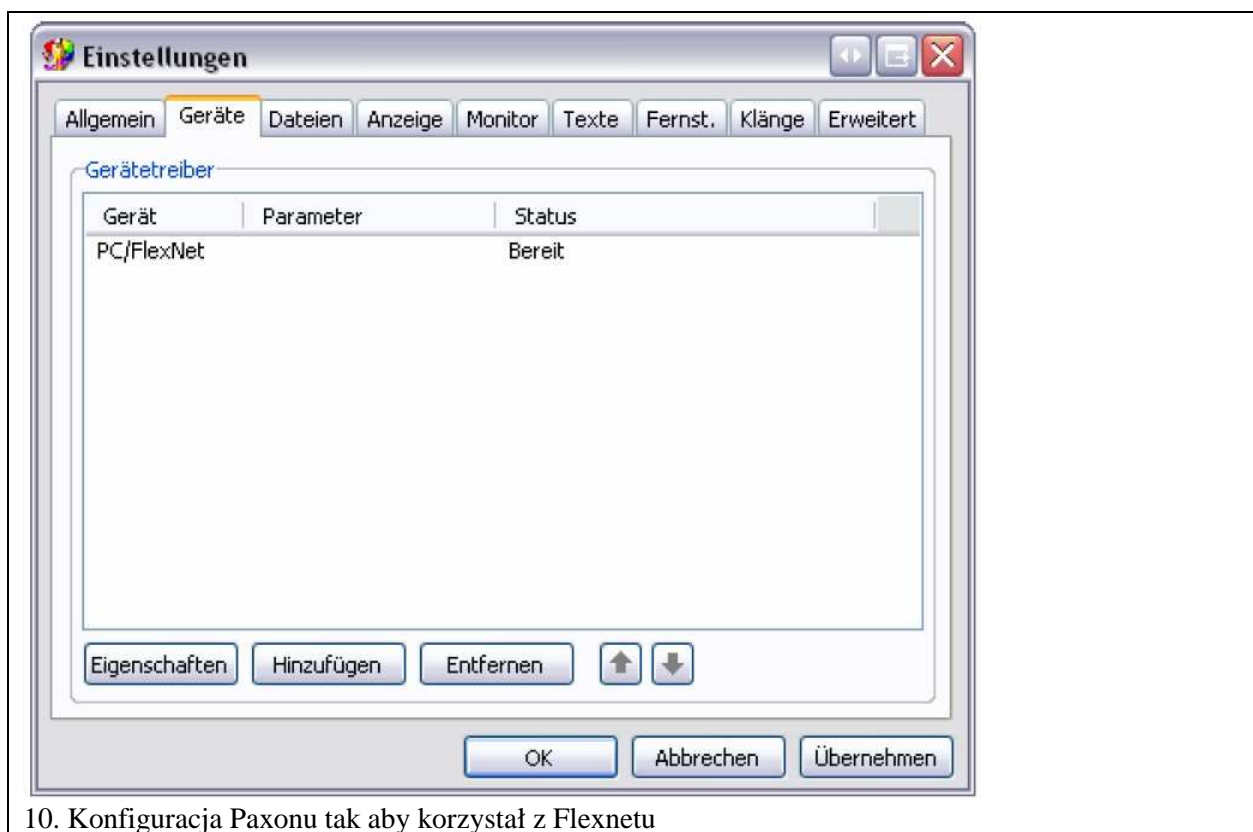 Einstellungen
Allgemein Geräte Dateien Anzeige Monitor Texte Fernst. Klänge Erweitert
Gerätetreiber
Gerät Parameter Status
PC/FlexNet Bereit
Eigenschaften Hinzufügen Entfernen
OK Abbrechen Übernehmen
10. Konfiguracja Paxonu tak aby korzystał z Flexnetu